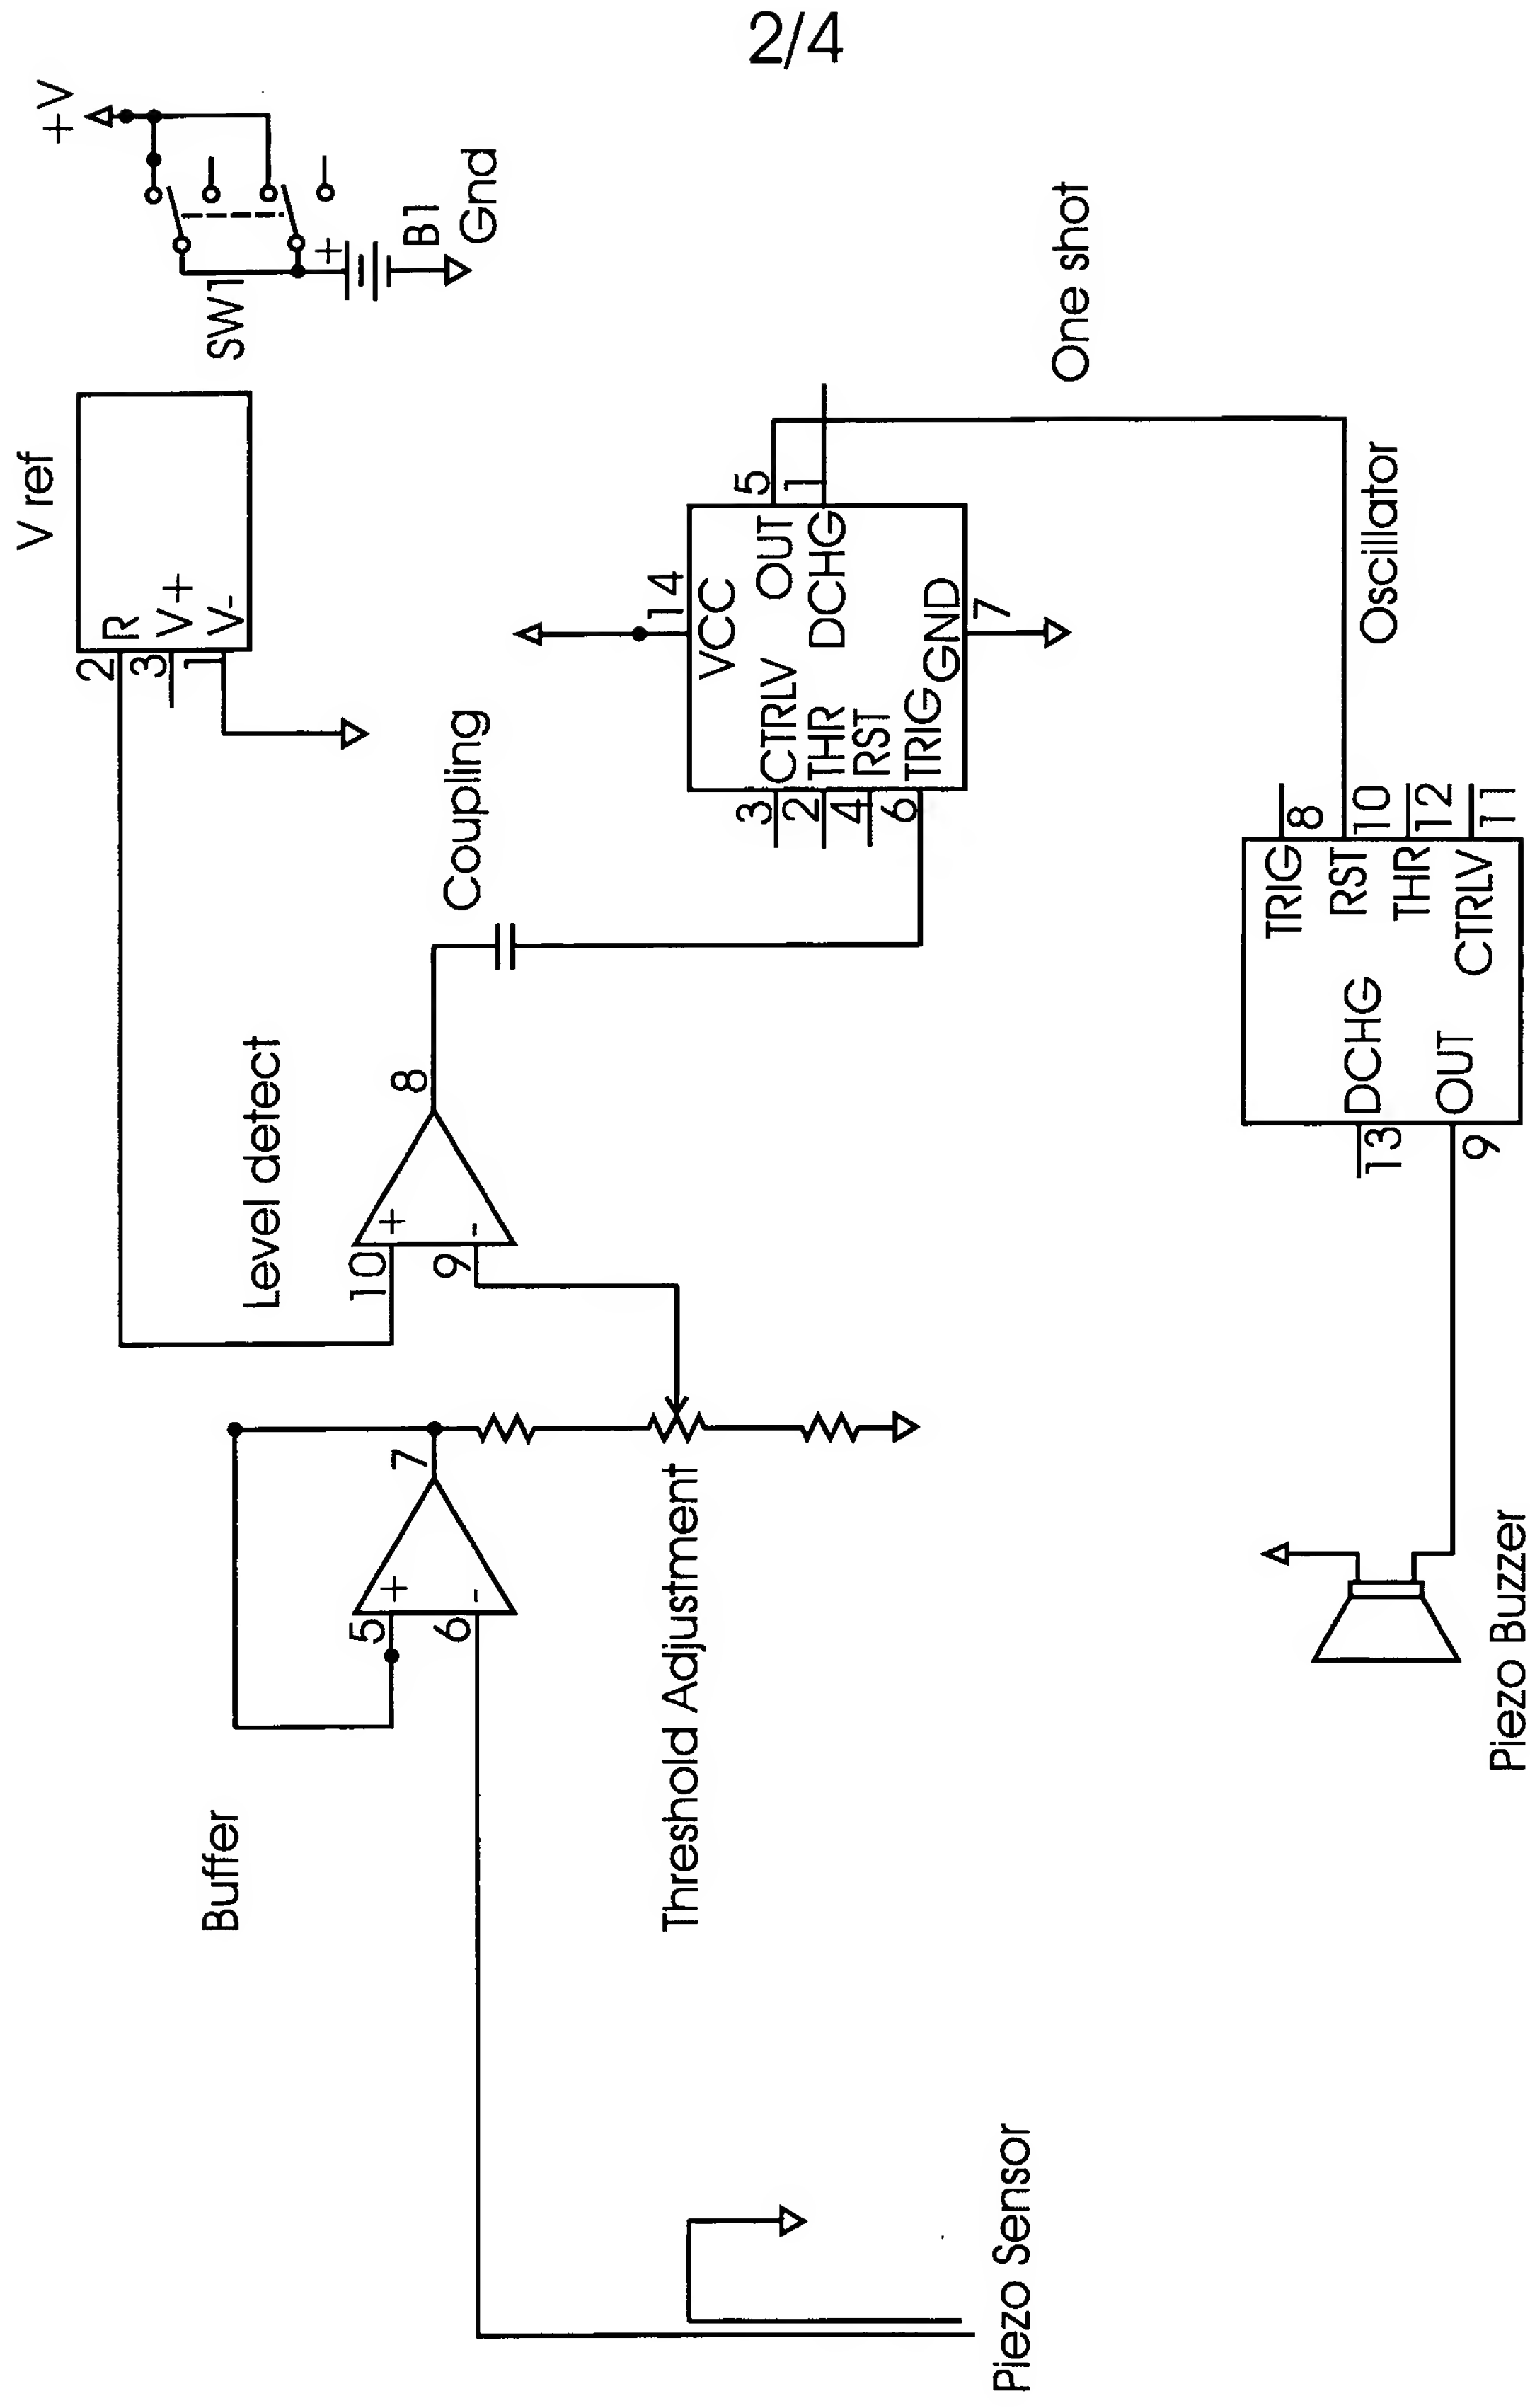 2/4
Buffer
5
+
6
-
7
Threshold Adjustment
Piezo Sensor
Level detect
10
+
9
-
8
Coupling
V ref
2
R
3
V+
1
V-
SW1
+V
+
B1
Gnd
14
VCC
3 CTRLV
2 THR
4 RST
6 TRIG
OUT 5
DCHG 1
GND
7
One shot
Oscillator
TRIG 8
RST 10
THR 12
CTRLV 11
13 DCHG
9 OUT
Piezo Buzzer